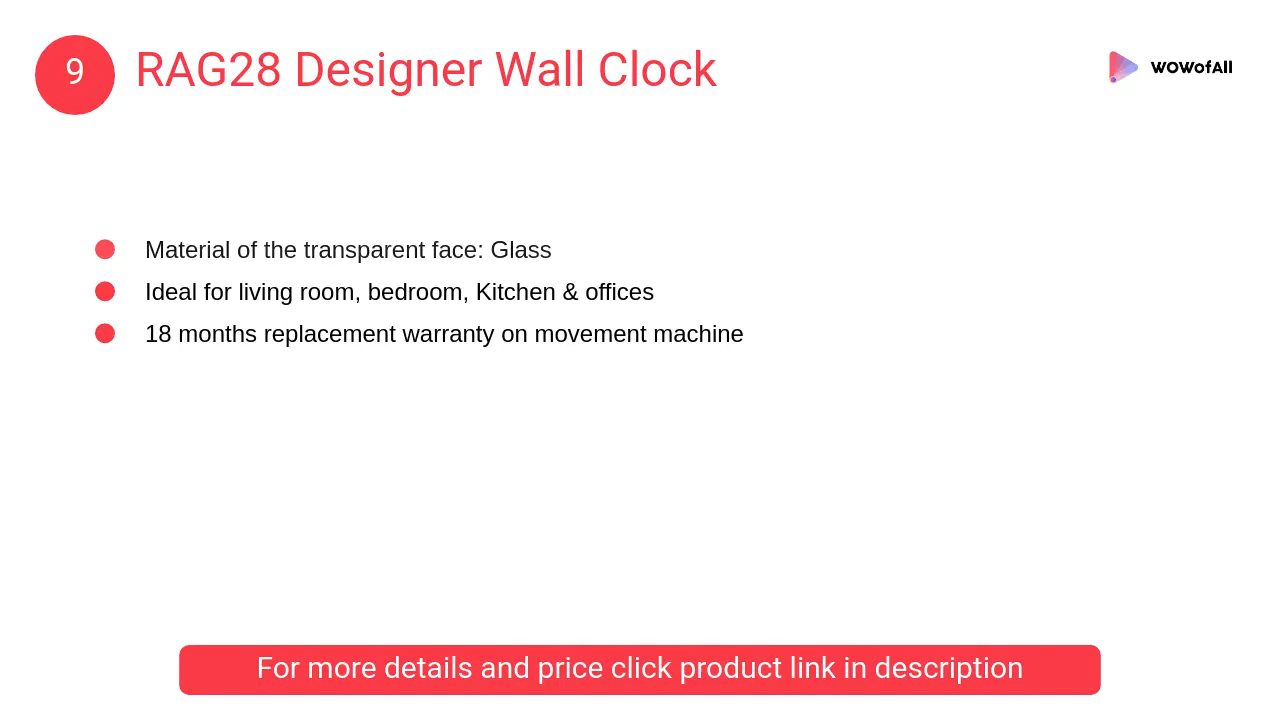 9
RAG28 Designer Wall Clock
WOWofAll
Material of the transparent face: Glass
Ideal for living room, bedroom, Kitchen & offices
18 months replacement warranty on movement machine
For more details and price click product link in description